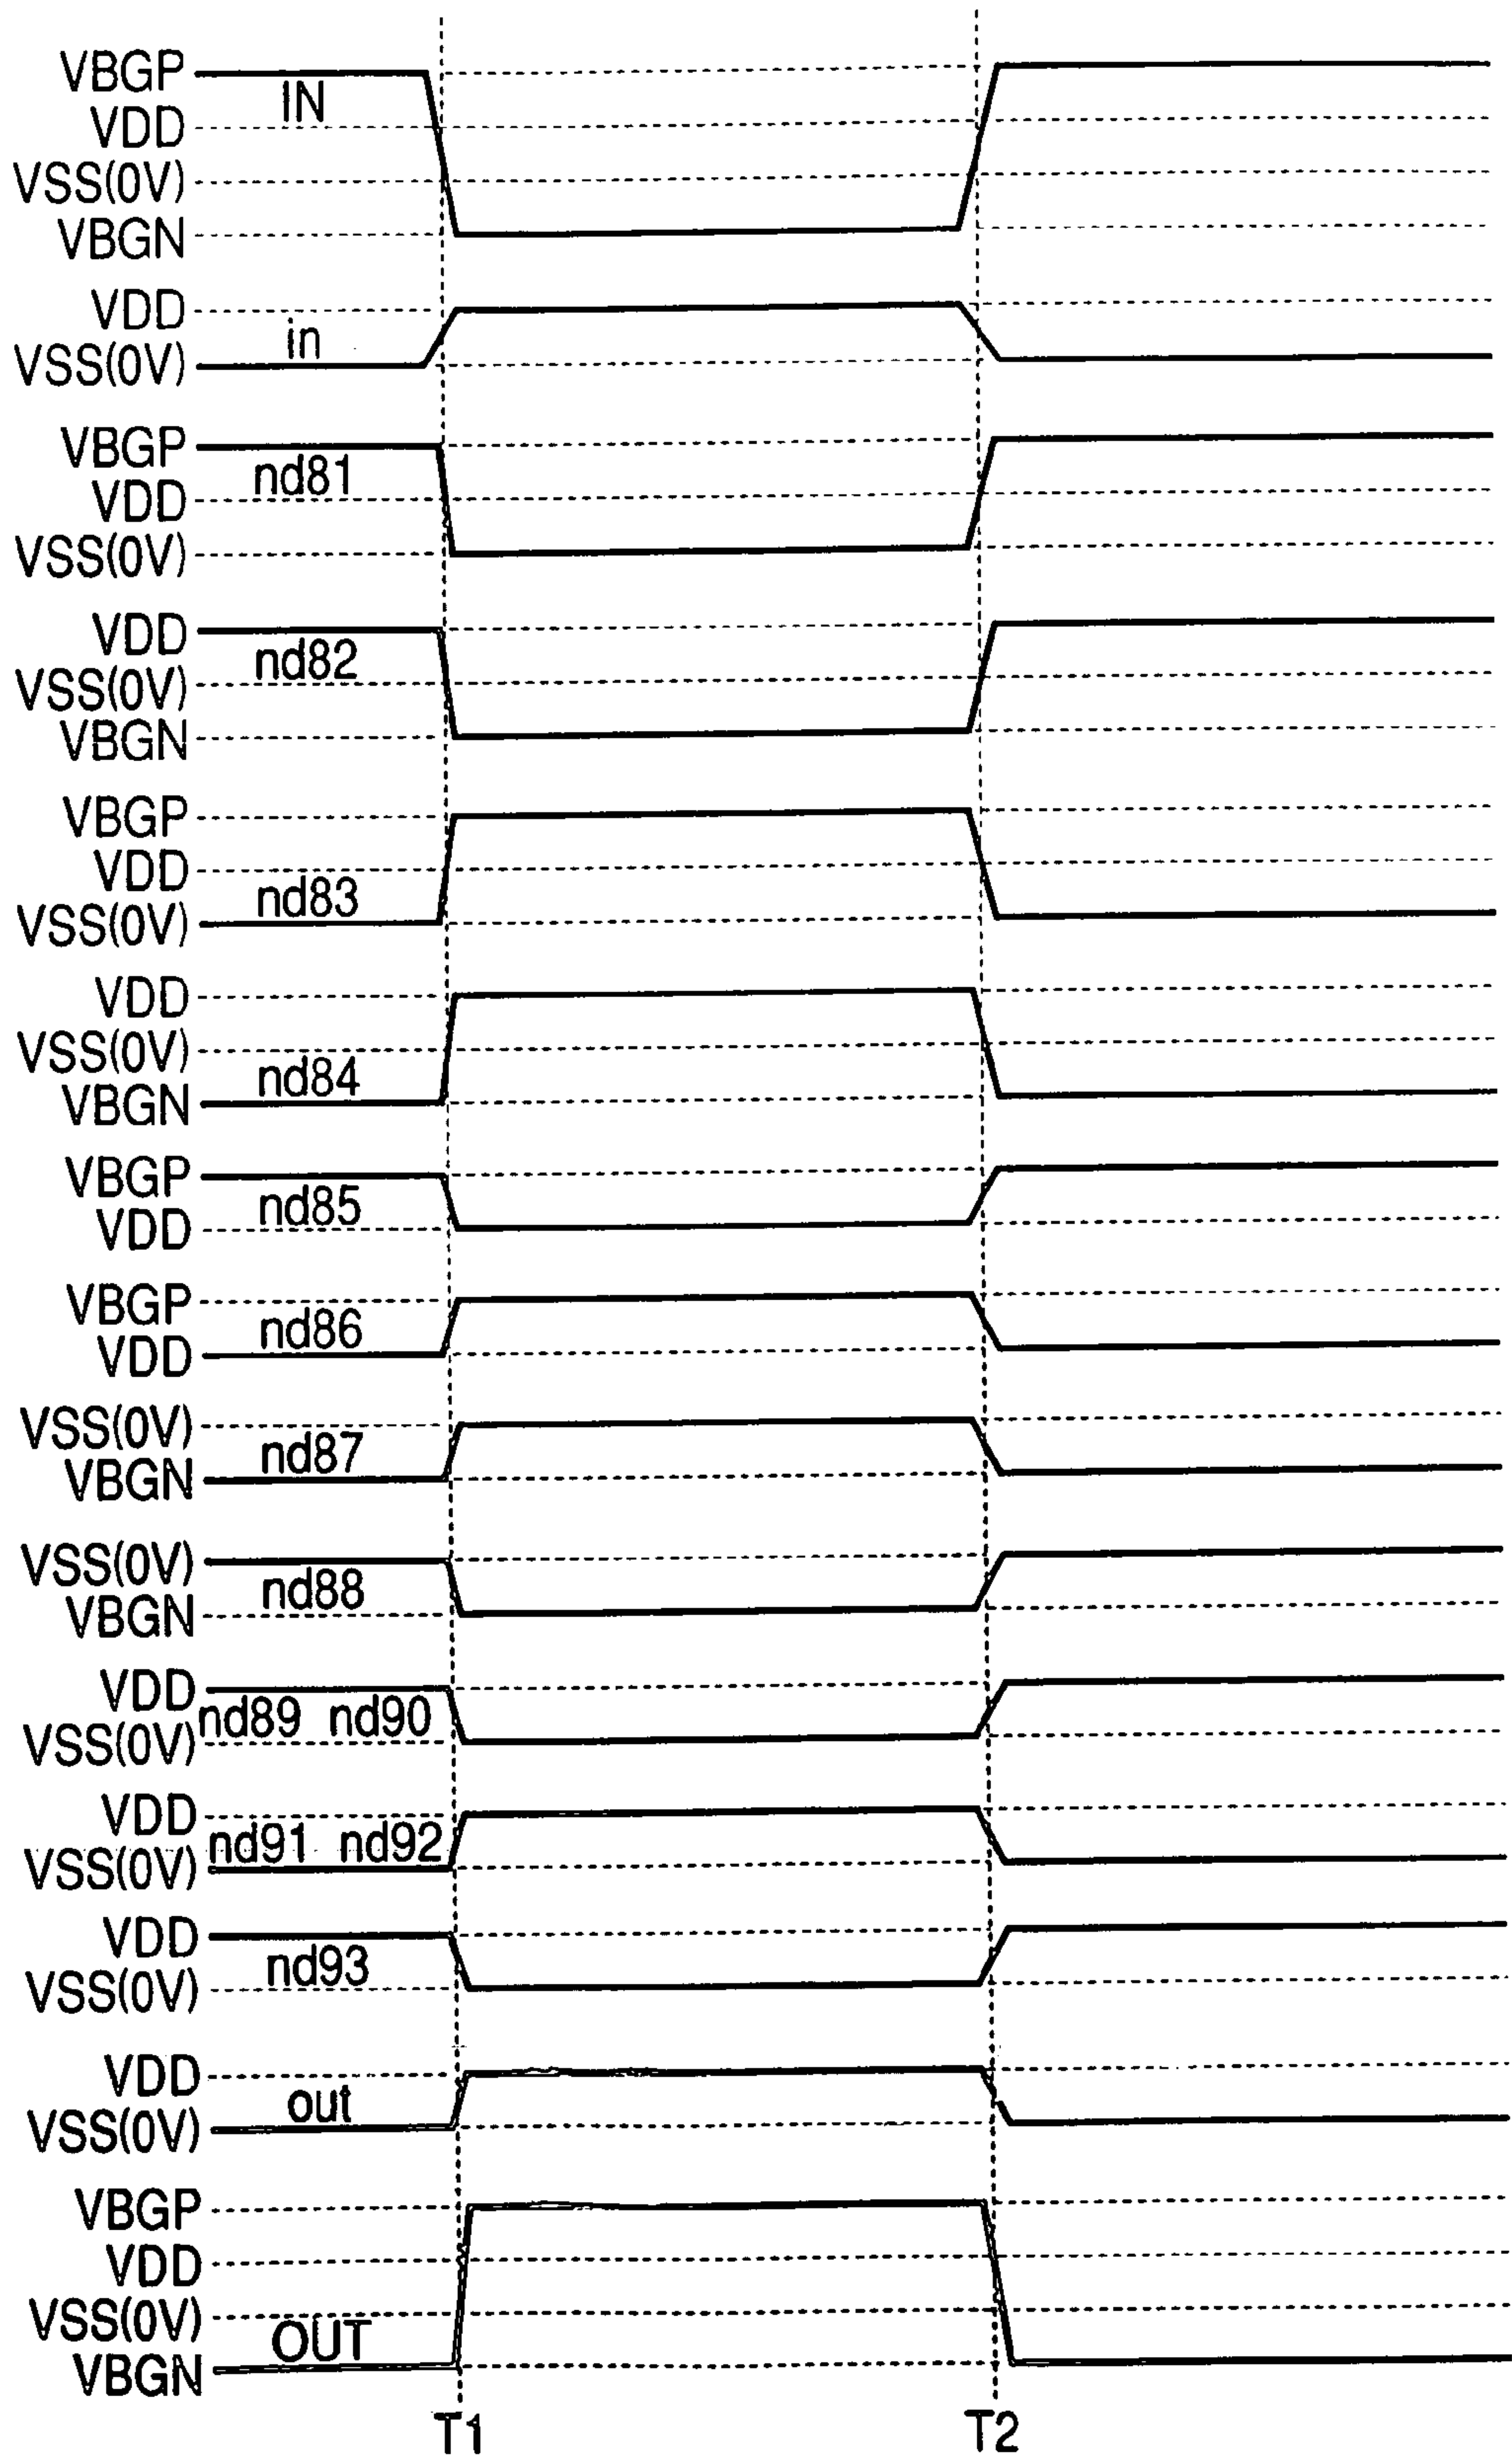 VBGP
IN
VDD
VSS(0V)
VBGN
VDD
in
VSS(0V)
VBGP
nd81
VDD
VSS(0V)
VDD
nd82
VSS(0V)
VBGN
VBGP
VDD
nd83
VSS(0V)
VDD
VSS(0V)
nd84
VBGN
VBGP
nd85
VDD
VBGP
nd86
VDD
VSS(0V)
nd87
VBGN
VSS(0V)
nd88
VBGN
VDD
nd89 nd90
VSS(0V)
VDD
nd91 nd92
VSS(0V)
VDD
nd93
VSS(0V)
VDD
out
VSS(0V)
VBGP
VDD
VSS(0V)
OUT
VBGN
T1 T2